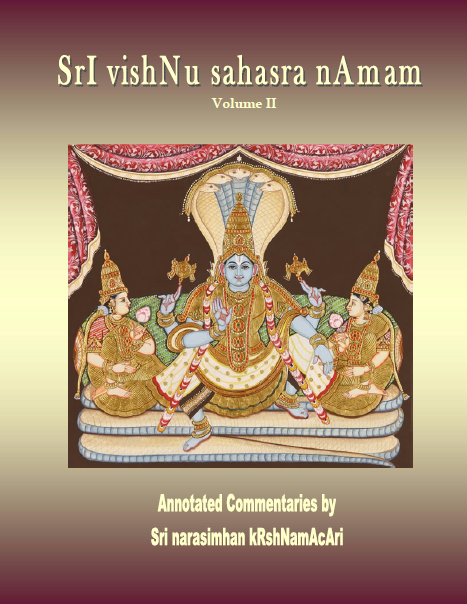 SrI vishNu sahasra nAmam
Volume II
Annotated Commentaries by
Sri narasimhan kRshNamAcAri